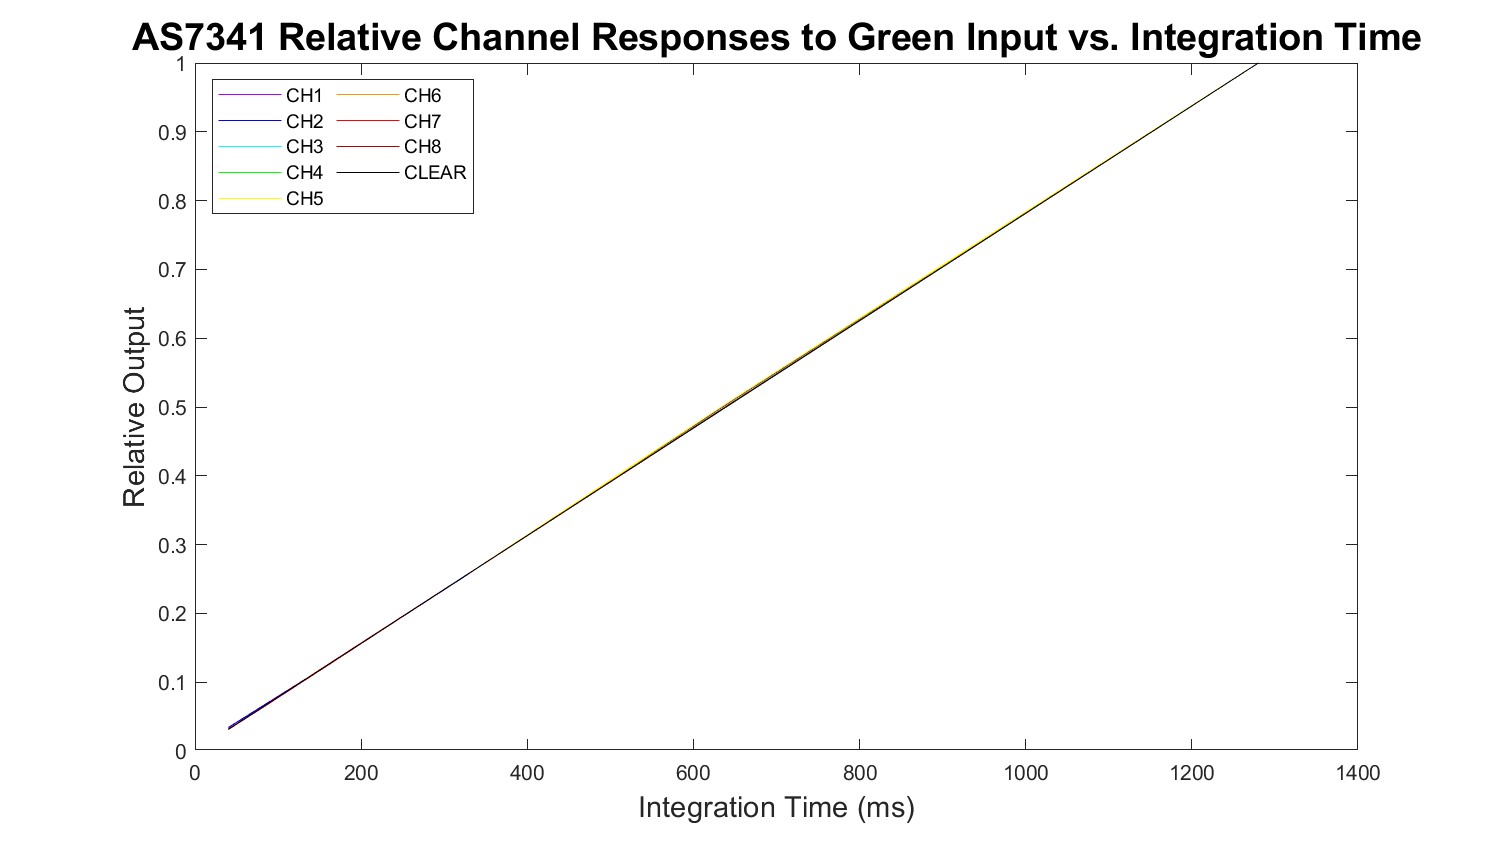 AS7341 Relative Channel Responses to Green Input vs. Integration Time
1
CH1 CH6
CH2 CH7
CH3 CH8
CH4 CLEAR
CH5
0.9
0.8
0.7
0.6
0.5
0.4
0.3
0.2
0.1
0
Relative Output
0 200 400 600 800 1000 1200 1400
Integration Time (ms)